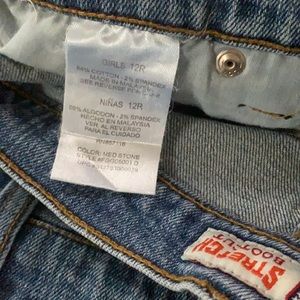 GIRLS 12R
98% COTTON - 2% SPANDEX
MADE IN MALAYSIA
SEE REVERSE FOR CARE
NIÑAS 12R
98% ALGODON - 2% SPANDEX
HECHO EN MALAYSIA
VER AL REVERSO
PARA EL CUIDADO
COLOR: MED STONE
STRETCH
BOOT CUT